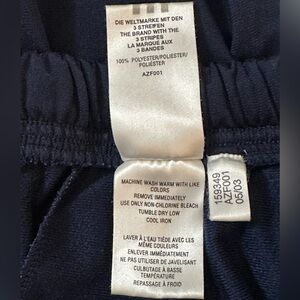 DIE WELTMARKE MIT DEN
3 STREIFEN
THE BRAND WITH THE
3 STRIPES
LA MARQUE AUX
3 BANDES
100% POLYESTER/POLIESTER/
POLIÉSTER
AZF001
MACHINE WASH WARM WITH LIKE
COLORS
REMOVE IMMEDIATELY
USE ONLY NON-CHLORINE BLEACH
TUMBLE DRY LOW
COOL IRON
LAVER À L'EAU TIÈDE AVEC LES
MÊME COULEURS
ENLEVER IMMÉDIATEMENT
NE PAS UTILISER DE JAVELISANT
CULBUTAGE À BASSE
TEMPÉRATURE
REPASSAGE À FROID
159349
AZF001
05/03